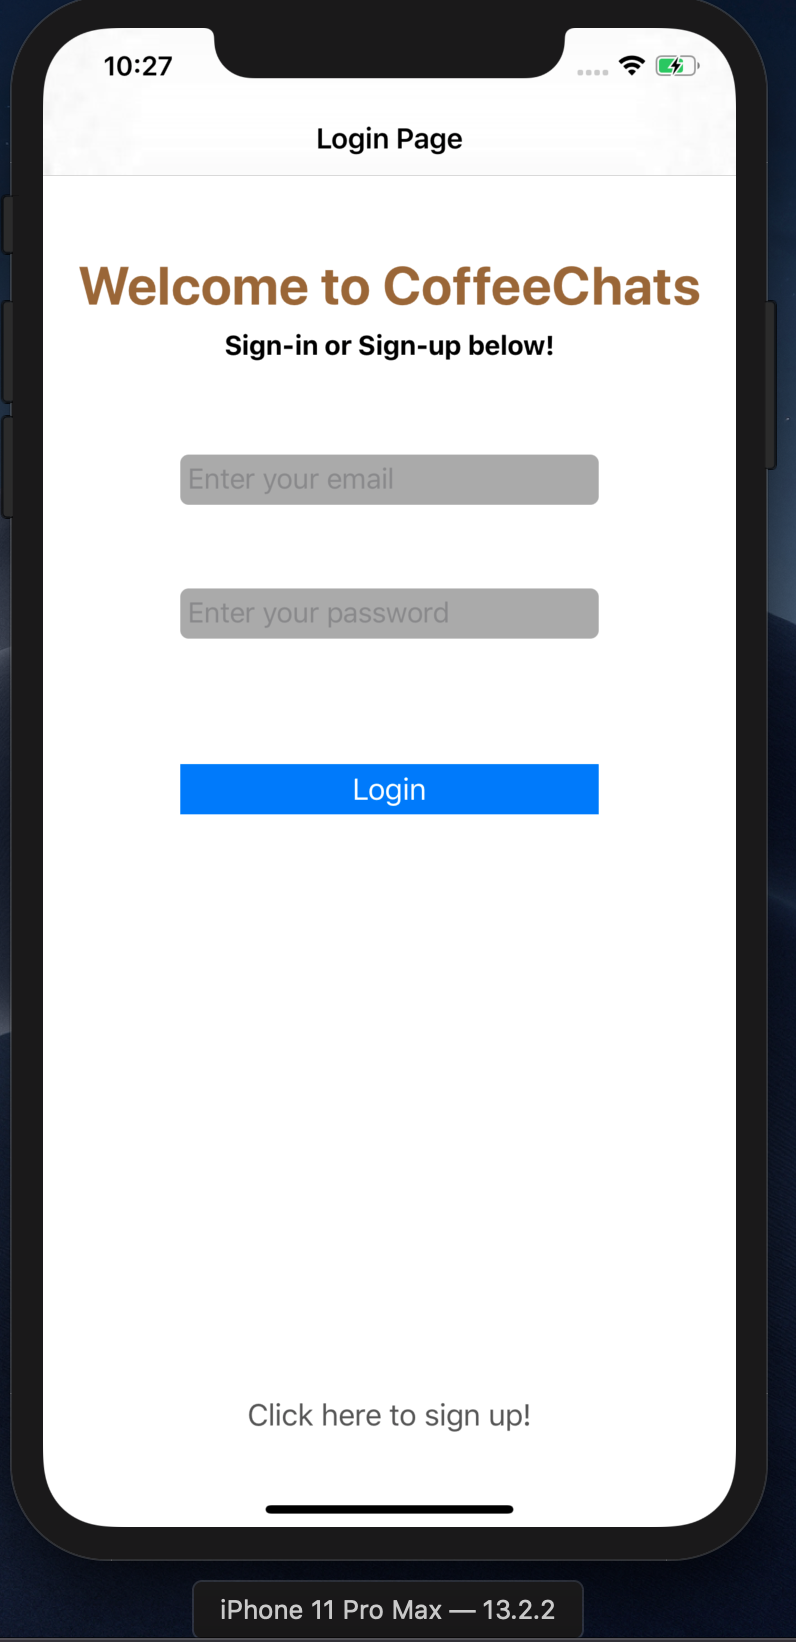 10:27
Login Page
Welcome to CoffeeChats
Sign-in or Sign-up below!
Enter your email
Enter your password
Login
Click here to sign up!
iPhone 11 Pro Max — 13.2.2